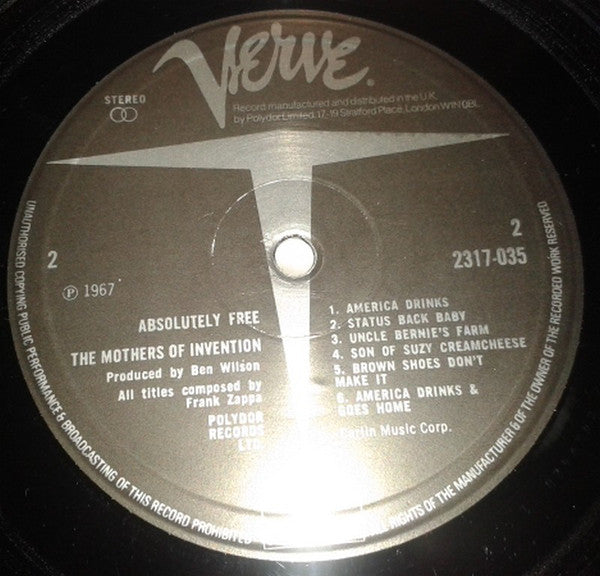 Verve.
STEREO
Record manufactured and distributed in the U.K.
by Polydor Limited, 17-19 Stratford Place, London W1N 0BL.
2
2
2317-035
℗ 1967
ABSOLUTELY FREE
THE MOTHERS OF INVENTION
Produced by Ben Wilson
All titles composed by
Frank Zappa
POLYDOR
RECORDS
LTD.
1. AMERICA DRINKS
2. STATUS BACK BABY
3. UNCLE BERNIE'S FARM
4. SON OF SUZY CREAMCHEESE
5. BROWN SHOES DON'T
MAKE IT
6. AMERICA DRINKS &
GOES HOME
Music Corp.
UNAUTHORISED COPYING PUBLIC PERFORMANCE & BROADCASTING OF THIS RECORD PROHIBITED
RIGHTS OF THE MANUFACTURER & OF THE OWNER OF THE RECORDED WORK RESERVED